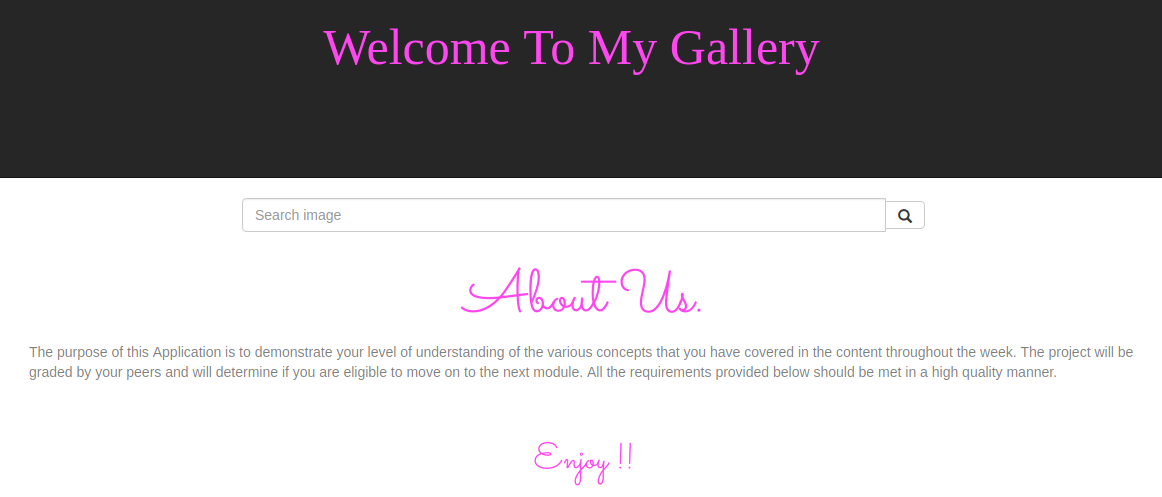 Welcome To My Gallery
Search image
About Us.
The purpose of this Application is to demonstrate your level of understanding of the various concepts that you have covered in the content throughout the week. The project will be
graded by your peers and will determine if you are eligible to move on to the next module. All the requirements provided below should be met in a high quality manner.
Enjoy !!